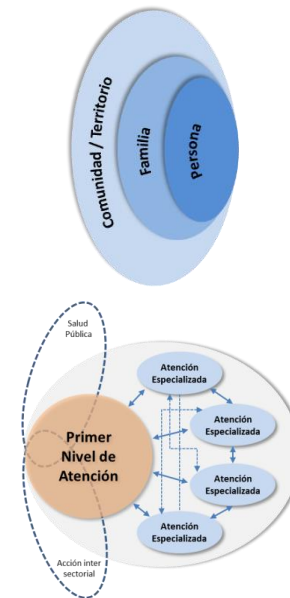 Comunidad / Territorio
Familia
Persona
Salud
Pública
Atención
Especializada
Atención
Especializada
Primer
Nivel de
Atención
Atención
Especializada
Atención
Especializada
Acción inter
sectorial